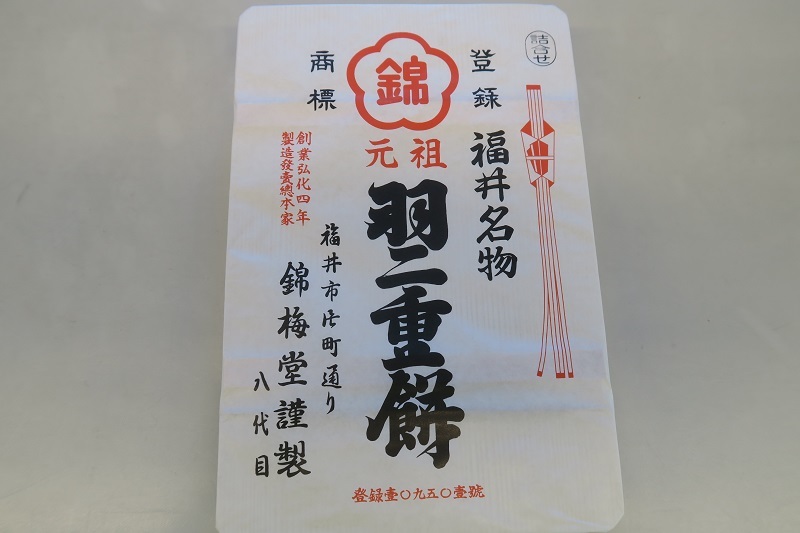 詰合せ
登録
商標
錦
元祖
福井名物
羽二重餅
創業弘化四年
製造發賣總本家
福井市片町通り
錦梅堂謹製
八代目
登録壹〇九五〇壹號